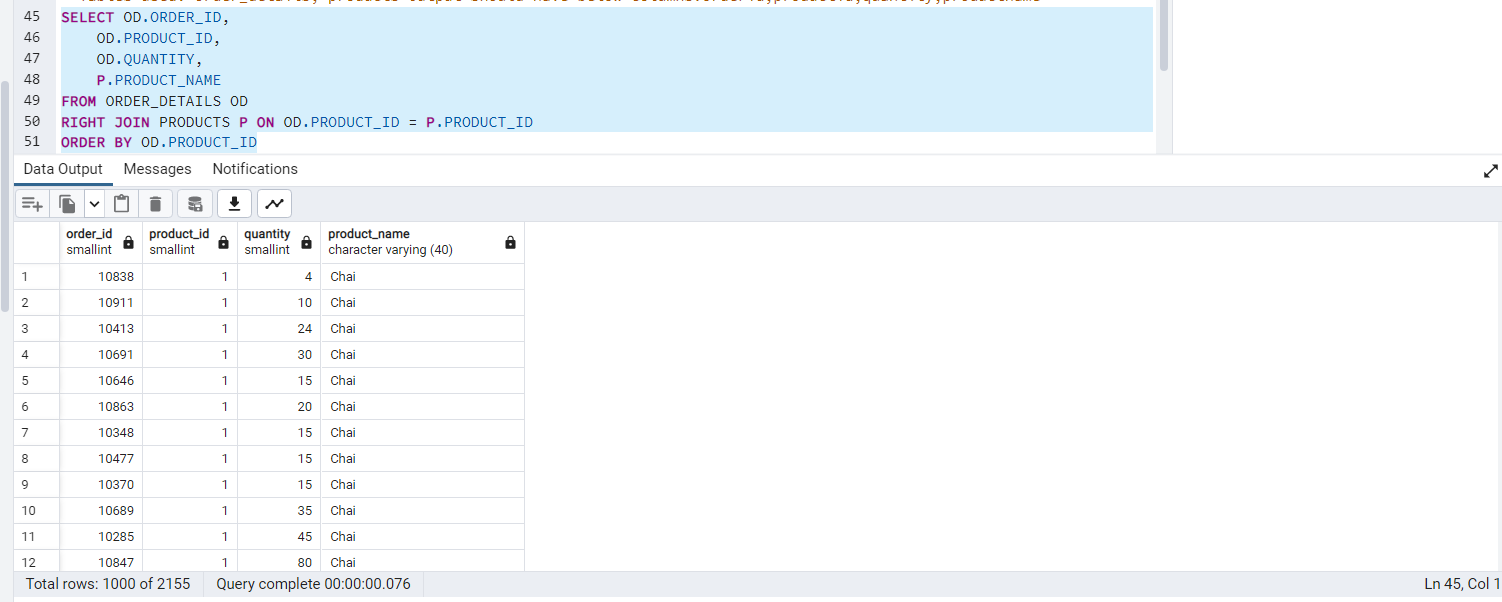 45 SELECT OD.ORDER_ID,
46 OD.PRODUCT_ID,
47 OD.QUANTITY,
48 P.PRODUCT_NAME
49 FROM ORDER_DETAILS OD
50 RIGHT JOIN PRODUCTS P ON OD.PRODUCT_ID = P.PRODUCT_ID
51 ORDER BY OD.PRODUCT_ID
Data Output Messages Notifications
order_id product_id quantity product_name
smallint smallint smallint character varying (40)
1 10838 1 4 Chai
2 10911 1 10 Chai
3 10413 1 24 Chai
4 10691 1 30 Chai
5 10646 1 15 Chai
6 10863 1 20 Chai
7 10348 1 15 Chai
8 10477 1 15 Chai
9 10370 1 15 Chai
10 10689 1 35 Chai
11 10285 1 45 Chai
12 10847 1 80 Chai
Total rows: 1000 of 2155 Query complete 00:00:00.076 Ln 45, Col 1